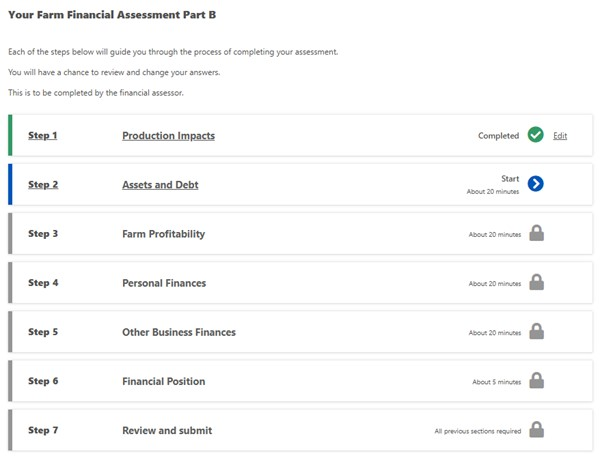 Your Farm Financial Assessment Part B
Each of the steps below will guide you through the process of completing your assessment.
You will have a chance to review and change your answers.
This is to be completed by the financial assessor.
Step 1 Production Impacts Completed Edit
Step 2 Assets and Debt Start
About 20 minutes
Step 3 Farm Profitability About 20 minutes
Step 4 Personal Finances About 20 minutes
Step 5 Other Business Finances About 20 minutes
Step 6 Financial Position About 5 minutes
Step 7 Review and submit All previous sections required